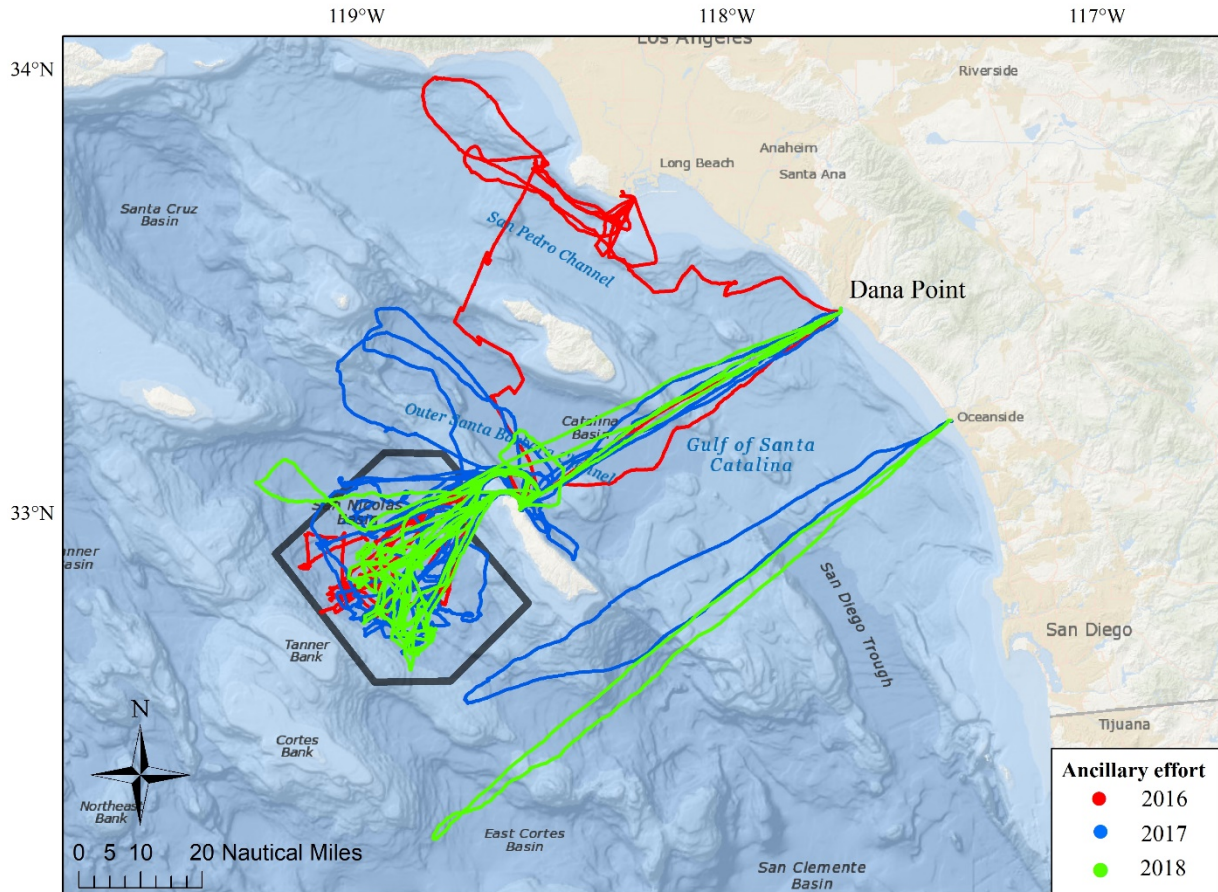 119°W 118°W 117°W
34°N
Los Angeles
Riverside
Anaheim
Long Beach
Santa Ana
Santa Cruz
Basin
San Pedro Channel
Dana Point
Catalina
Basin
Oceanside
Outer Santa Barbara Channel
Gulf of Santa
Catalina
33°N
San Nicolas
Basin
Tanner
Basin
San Diego Trough
San Diego
Tanner
Bank
Tijuana
N
Cortes
Bank
Northeast
Bank
East Cortes
Basin
San Clemente
Basin
0 5 10 20 Nautical Miles
Ancillary effort
2016
2017
2018